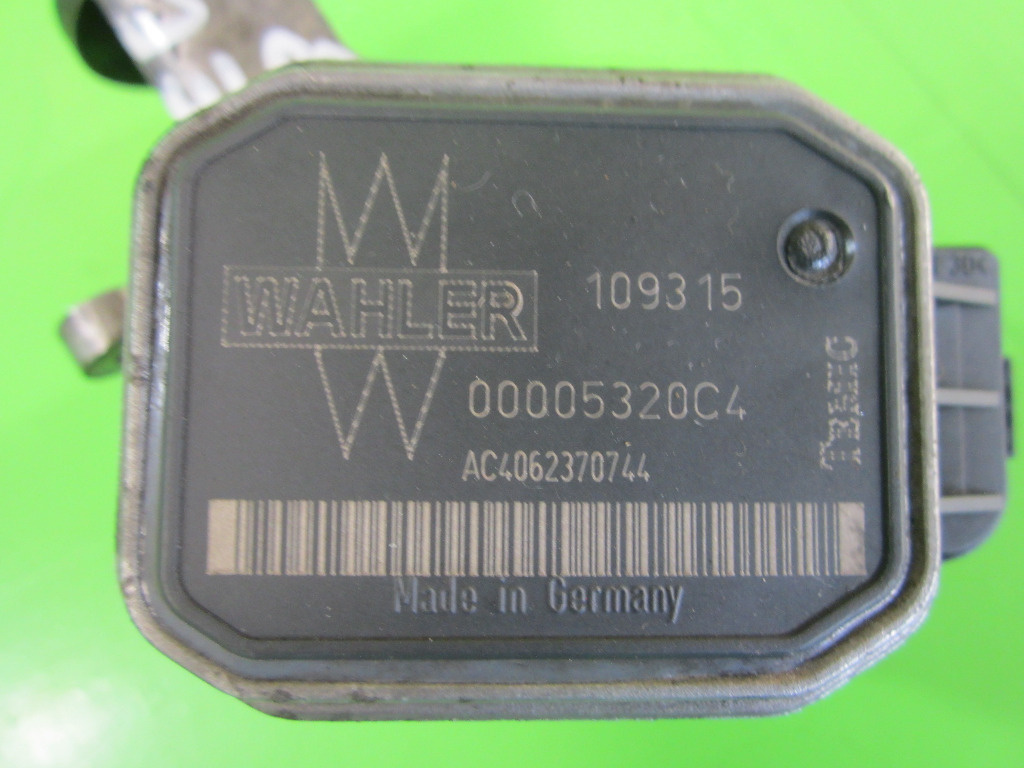 WAHLER
109315
00005320C4
AC4062370744
Made in Germany